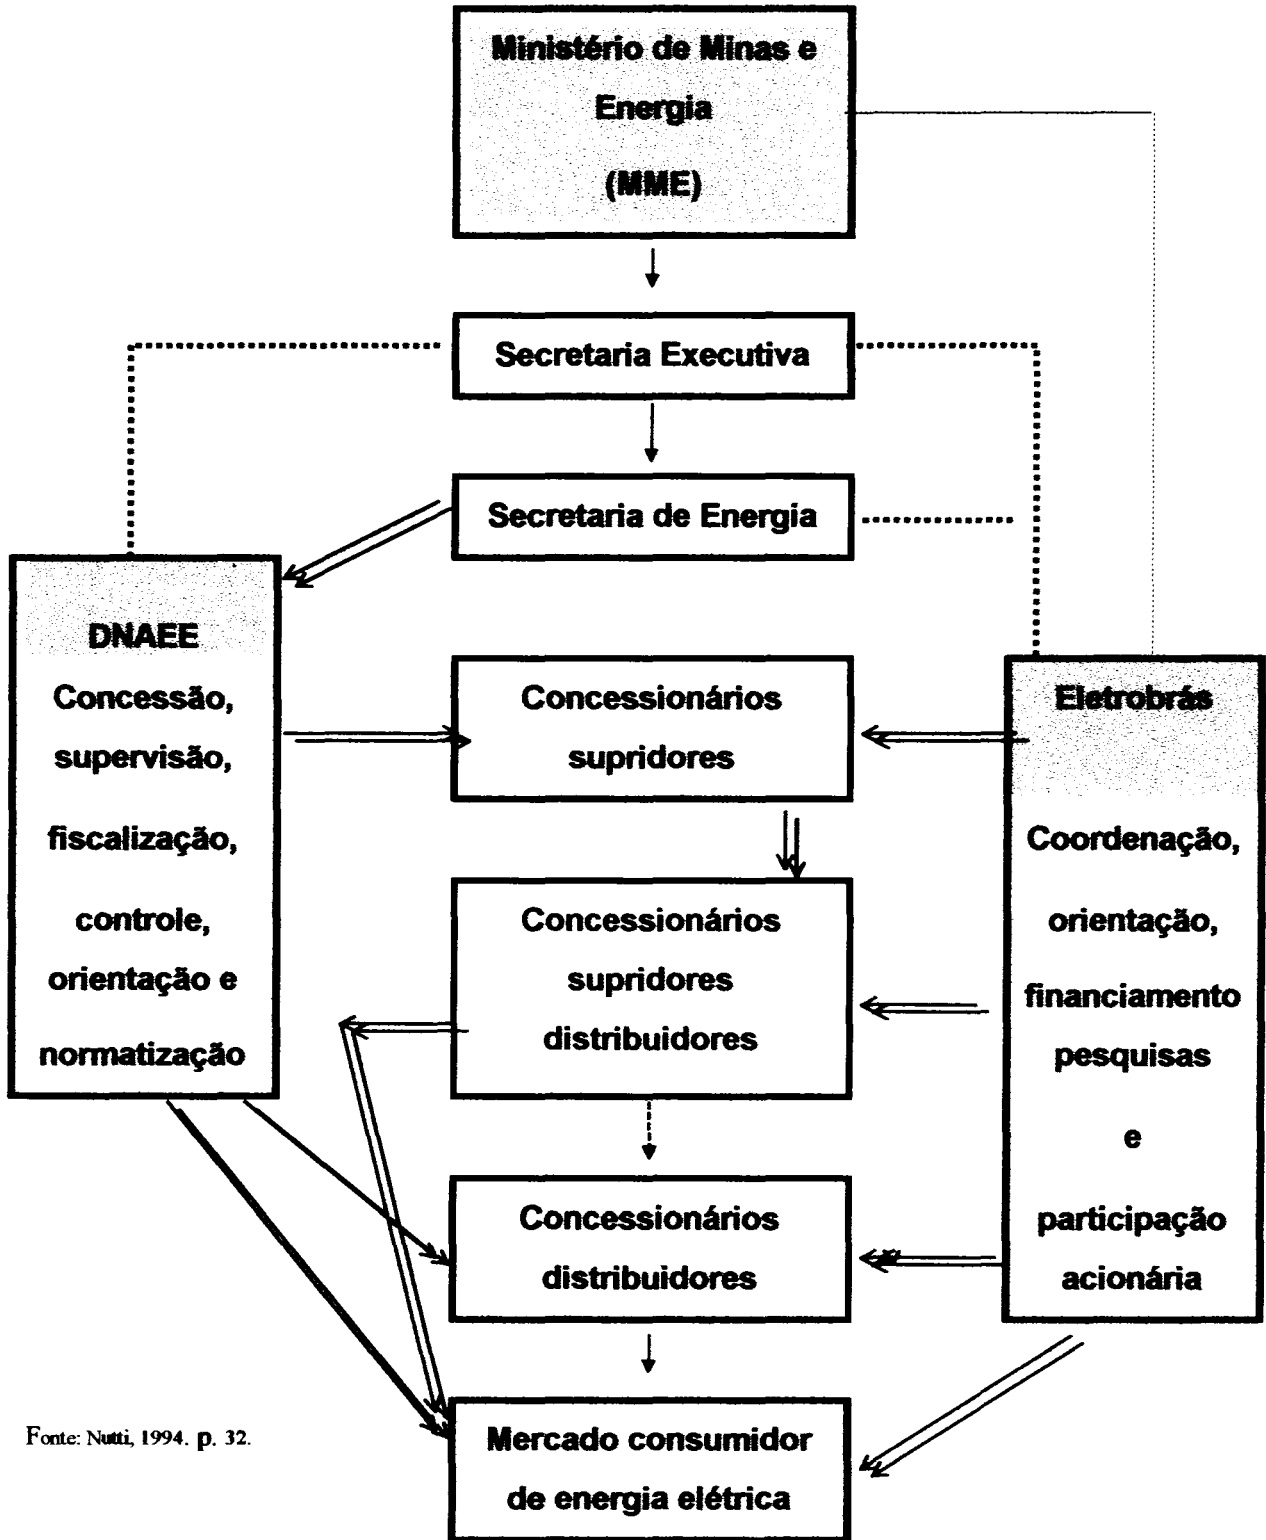 Ministério de Minas e
Energia
(MME)
Secretaria Executiva
Secretaria de Energia
DNAEE
Concessão,
supervisão,
fiscalização,
controle,
orientação e
normatização
Concessionários
supridores
Concessionários
supridores
distribuidores
Concessionários
distribuidores
Mercado consumidor
de energia elétrica
Eletrobrás
Coordenação,
orientação,
financiamento
pesquisas
e
participação
acionária
Fonte: Nutti, 1994. p. 32.